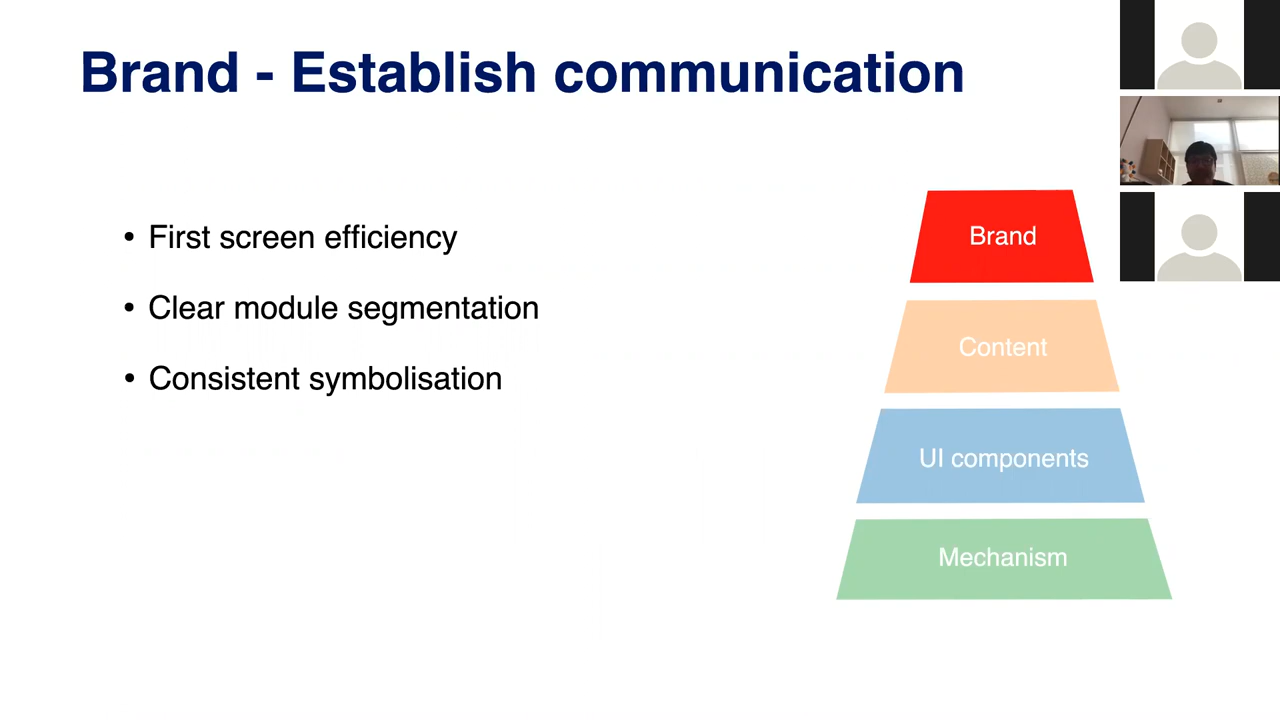 Brand - Establish communication
• First screen efficiency
• Clear module segmentation
• Consistent symbolisation
Brand
Content
UI components
Mechanism